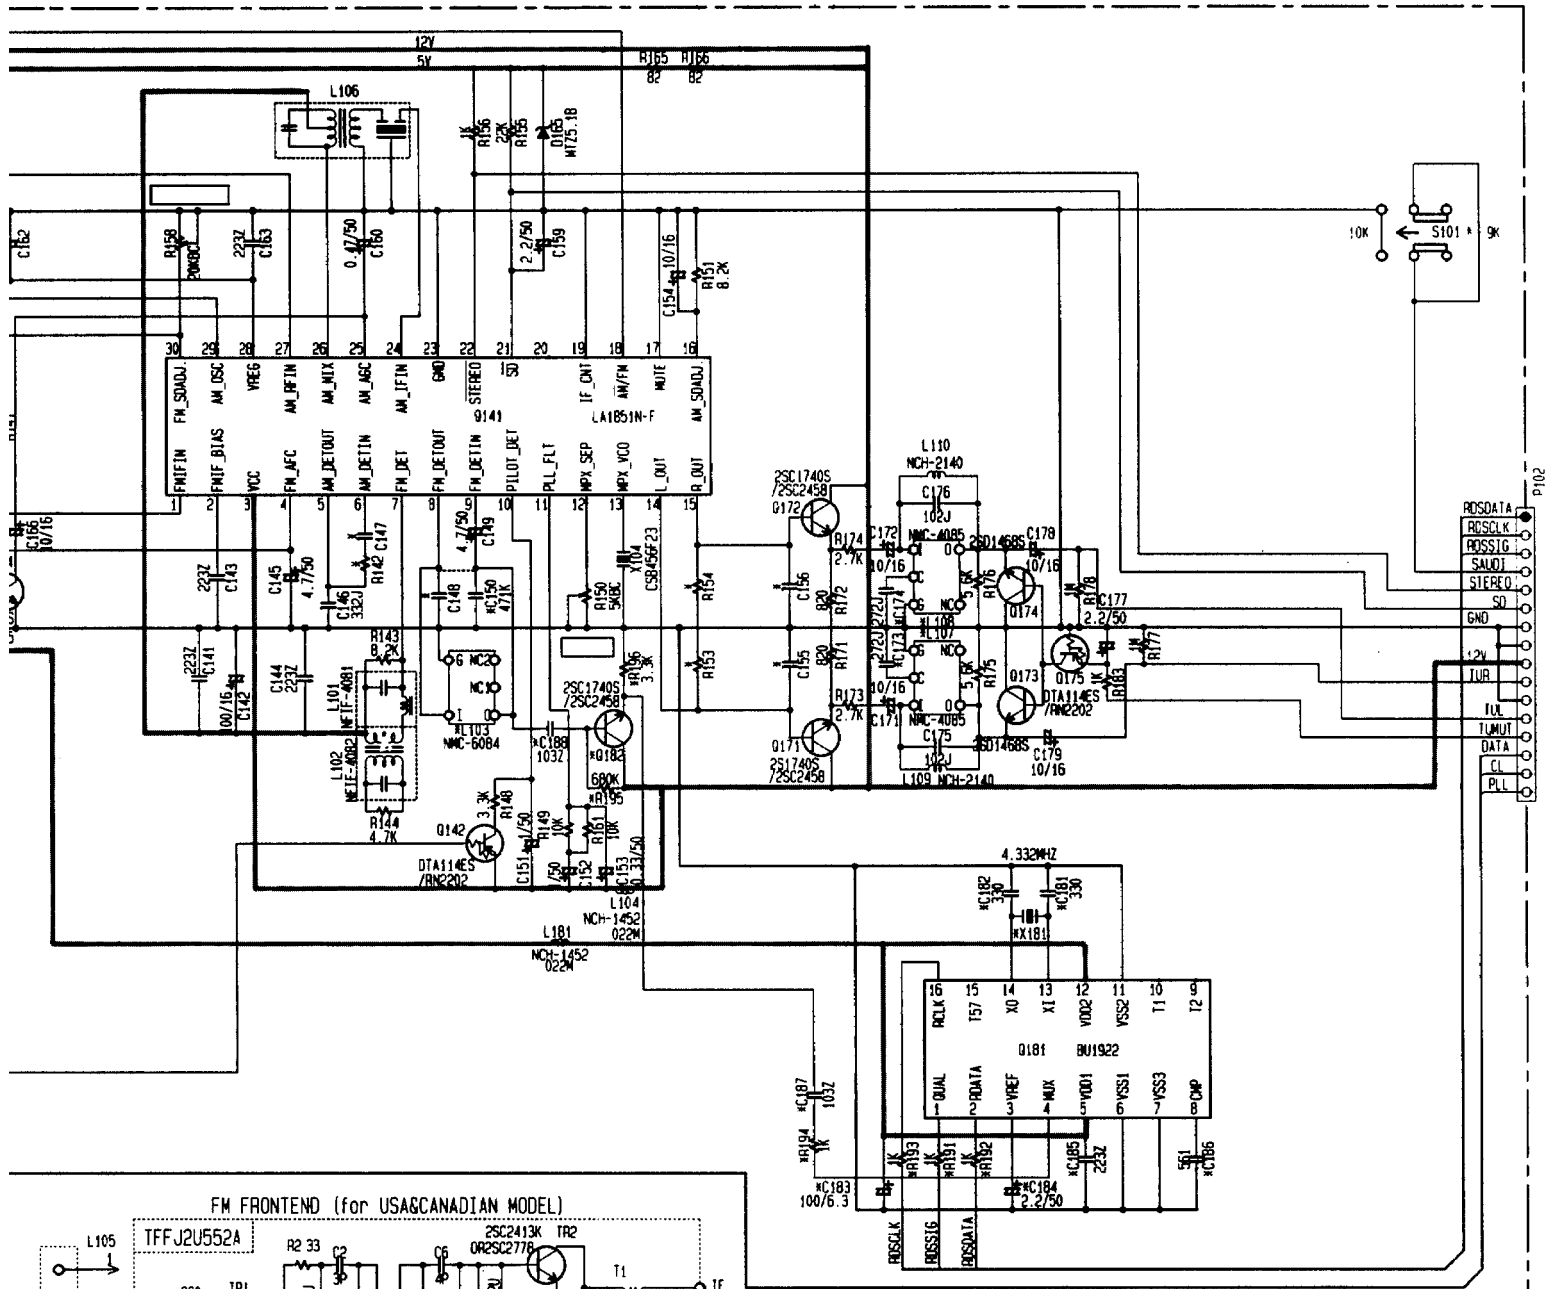 12V
5V
R165 R166
82 82
L106
1K R156
22K R155
D165
MTZ5.1B
C162
R158
20KBC
223Z C163
0.47/50 C160
2.2/50 C159
10/16
C154
R151
8.2K
10K S101 * 9K
30 29 28 27 26 25 24 23 22 21 20 19 18 17 16
FM_SDADJ. AM_OSC VREG AM_RFIN AM_MIX AM_AGC AM_IFIN GND STEREO SD IF_CNT AM/FM MUTE AM_SDADJ.
Q141 LA1851N-F
FMIFIN FMIF_BIAS VCC FM_AFC AM_DETOUT AM_DETIN FM_DET FM_DETOUT FM_DETIN PILOT_DET PLL_FLT MPX_SEP MPX_VCO L_OUT R_OUT
1 2 3 4 5 6 7 8 9 10 11 12 13 14 15
C166
10/16
223Z C143
C145 4.7/50
C146
332J
*C147
*R142
4.7/50 C149
*C148
*C150
471K
R150
5KBC
X104
CSB456F23
*R154
*R153
*C156
*C155
2SC1740S
/2SC2458
Q172
820 R172
820 R171
R174
2.7K
R173
2.7K
C172
10/16
10/16
C171
L110
NCH-2140
C176
102J
NMC-4085
I O
C
G NC
*L108
*L107
G NC
C
I O
NMC-4085
272J *C174
272J C173
C175
102J
L109 NCH-2140
5.6K R176
5.6K R175
2SD1468S
Q174
Q173
2SD1468S
C178
10/16
C179
10/16
1M R178
C177
2.2/50
1M R177
Q175
DTA114ES
/RN2202
1K R183
P102
RDSDATA
RDSCLK
RDSSIG
SAUDI
STEREO
SD
GND
12V
TUR
TUL
TUMUT
DATA
CL
PLL
223Z C141
100/16 C142
C144
223Z
R143
8.2K
L101
NFIF-4081
L102
NFIF-4082
R144
4.7K
G NC2
NC1
I O
*L103
NMC-6084
*C188
103Z
2SC1740S
/2SC2458
*Q182
*R196
3.3K
680K
*R195
Q171
2S1740S
/2SC2458
3.3K R148
Q142
DTA114ES
/RN2202
C151 1/50
R149
10K
R161
10K
1/50 C152
C153
0.33/50
L104
NCH-1452
022M
L181
NCH-1452
022M
4.332MHZ
*C182
330
*C181
330
*X181
16 15 14 13 12 11 10 9
RCLK T57 XO XI VDD2 VSS2 T1 T2
Q181 BU1922
QUAL RDATA VREF MUX VDD1 VSS1 VSS3 CMP
1 2 3 4 5 6 7 8
*C187
103Z
*R194
1K
1K *R193
1K *R191
1K *R192
*C185
223Z
561
*C186
*C183
100/6.3
*C184
2.2/50
RDSCLK
RDSSIG
RDSDATA
FM FRONTEND (for USA&CANADIAN MODEL)
TFFJ2U552A
L105
1
R2 33
C2
C6
2SC2413K TR2
OR2SC2778
T1
IF
TR1